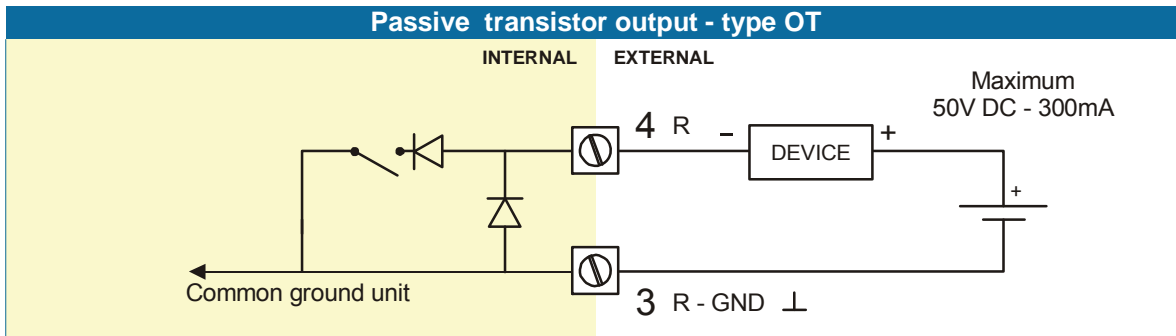 Passive transistor output - type OT
INTERNAL EXTERNAL
Maximum
50V DC - 300mA
4 R - DEVICE +
+
Common ground unit
3 R - GND ⊥